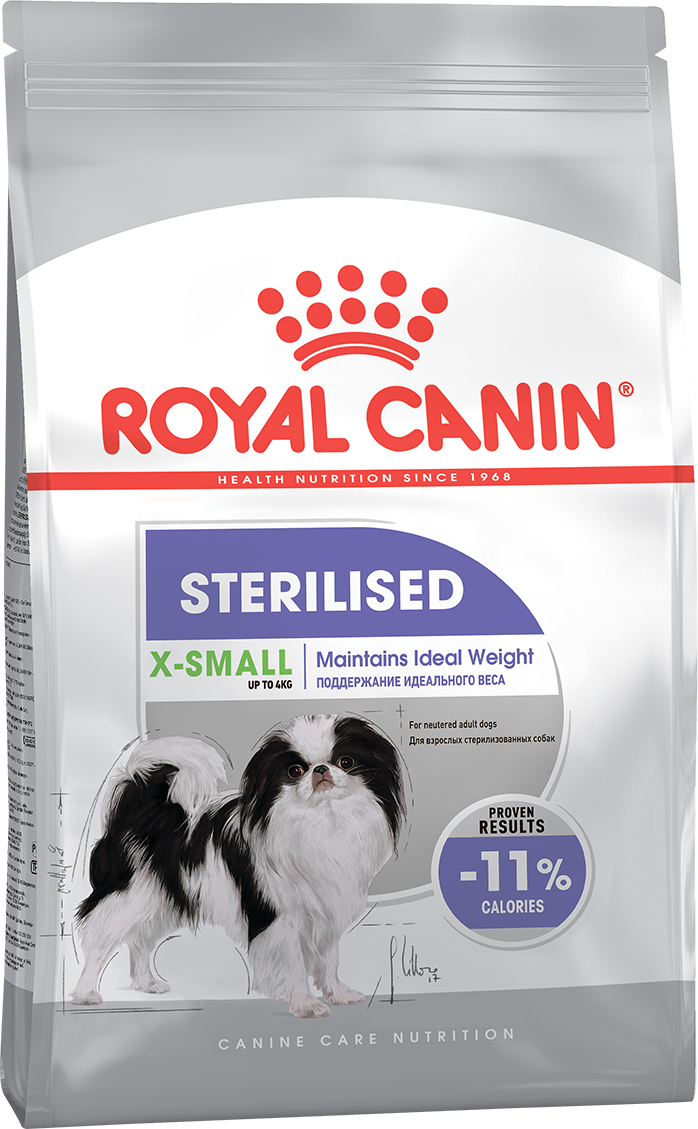 ROYAL CANIN®
HEALTH NUTRITION SINCE 1968
STERILISED
X-SMALL
UP TO 4KG
Maintains Ideal Weight
ПОДДЕРЖАНИЕ ИДЕАЛЬНОГО ВЕСА
For neutered adult dogs
Для взрослых стерилизованных собак
PROVEN
RESULTS
-11%
CALORIES
CANINE CARE NUTRITION